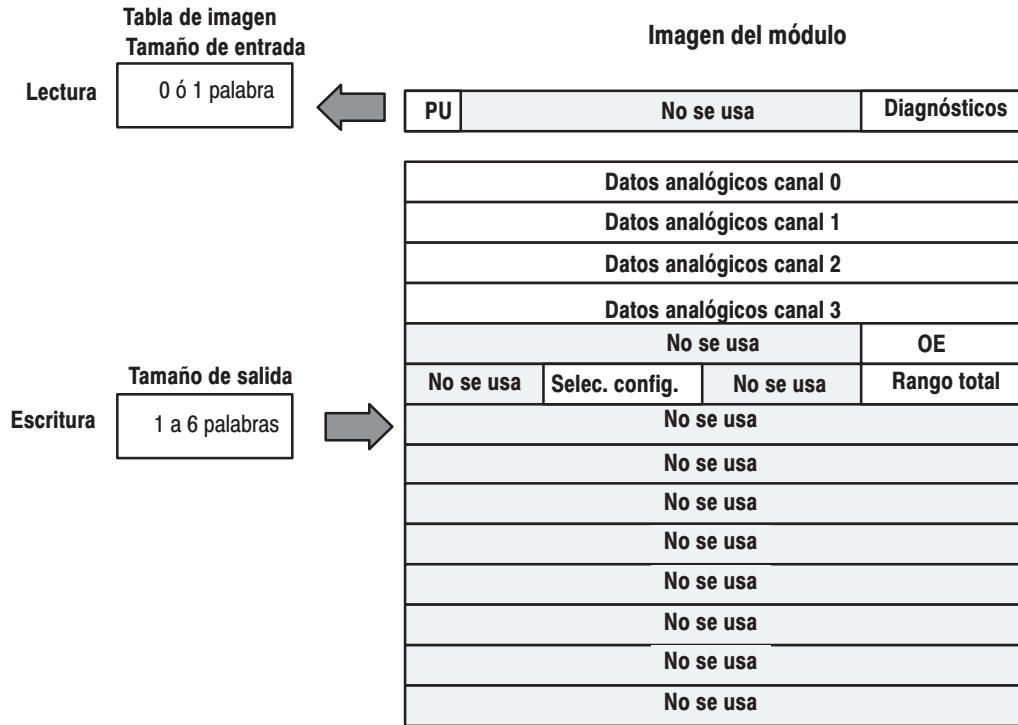 Tabla de imagen
Tamaño de entrada
Imagen del módulo
Lectura
0 ó 1 palabra
PU
No se usa
Diagnósticos
Datos analógicos canal 0
Datos analógicos canal 1
Datos analógicos canal 2
Datos analógicos canal 3
No se usa
OE
Tamaño de salida
No se usa
Selec. config.
No se usa
Rango total
Escritura
1 a 6 palabras
No se usa
No se usa
No se usa
No se usa
No se usa
No se usa
No se usa
No se usa